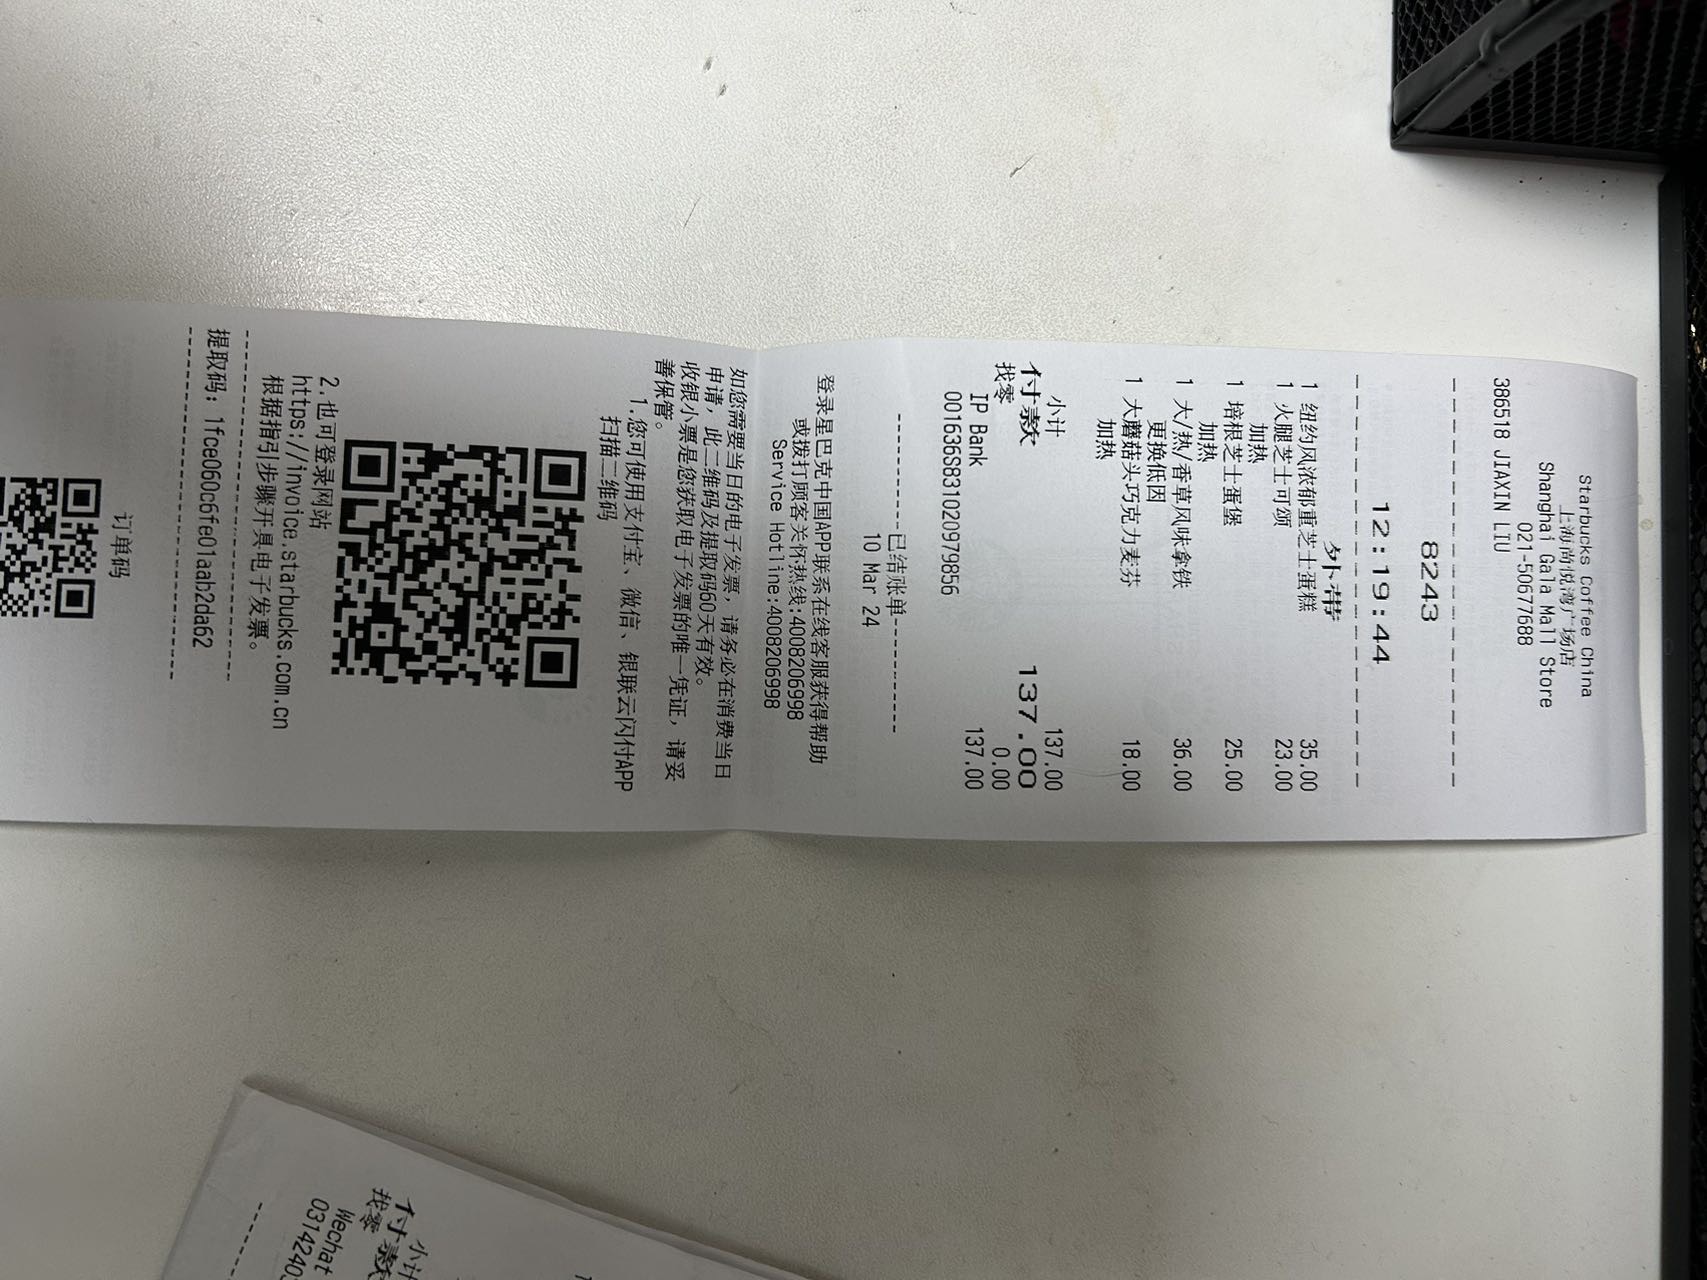 Starbucks Coffee China
上海尚悦湾广场店
Shanghai Gala Mall Store
021-50677688
386518 JIAXIN LIU
8243
12:19:44
外带
1 纽约风浓郁重芝士蛋糕 35.00
1 火腿芝士可颂 23.00
加热
1 培根芝士蛋堡 25.00
加热
1 大/热/香草风味拿铁 36.00
更换低因
1 大蘑菇头巧克力麦芬 18.00
加热
小计 137.00
付款 137.00
找零 0.00
IP Bank 137.00
001636S8310209799856
已结账单
10 Mar 24
登录星巴克中国APP联系在线客服获得帮助
或拨打顾客关怀热线:4008206998
Service Hotline:4008206998
如您需要当日的电子发票，请务必在消费当日
申请，此二维码及提取码60天有效。
收银小票是您获取电子发票的唯一凭证，请妥
善保管。
1.您可使用支付宝、微信、银联云闪付APP
扫描二维码
2.也可登录网站
https://invoice.starbucks.com.cn
根据指引步骤开具电子发票。
提取码：1fce060c6fe01aab2da62
订单码
小计
付款
找零
Wechat